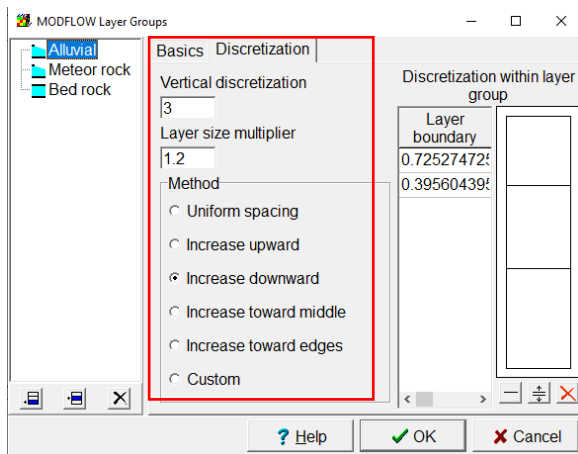 MODFLOW Layer Groups
Alluvial
Meteor rock
Bed rock
Basics Discretization
Vertical discretization
3
Layer size multiplier
1.2
Method
Uniform spacing
Increase upward
Increase downward
Increase toward middle
Increase toward edges
Custom
Discretization within layer
group
Layer
boundary
0.725274725
0.395604395
? Help
OK
Cancel